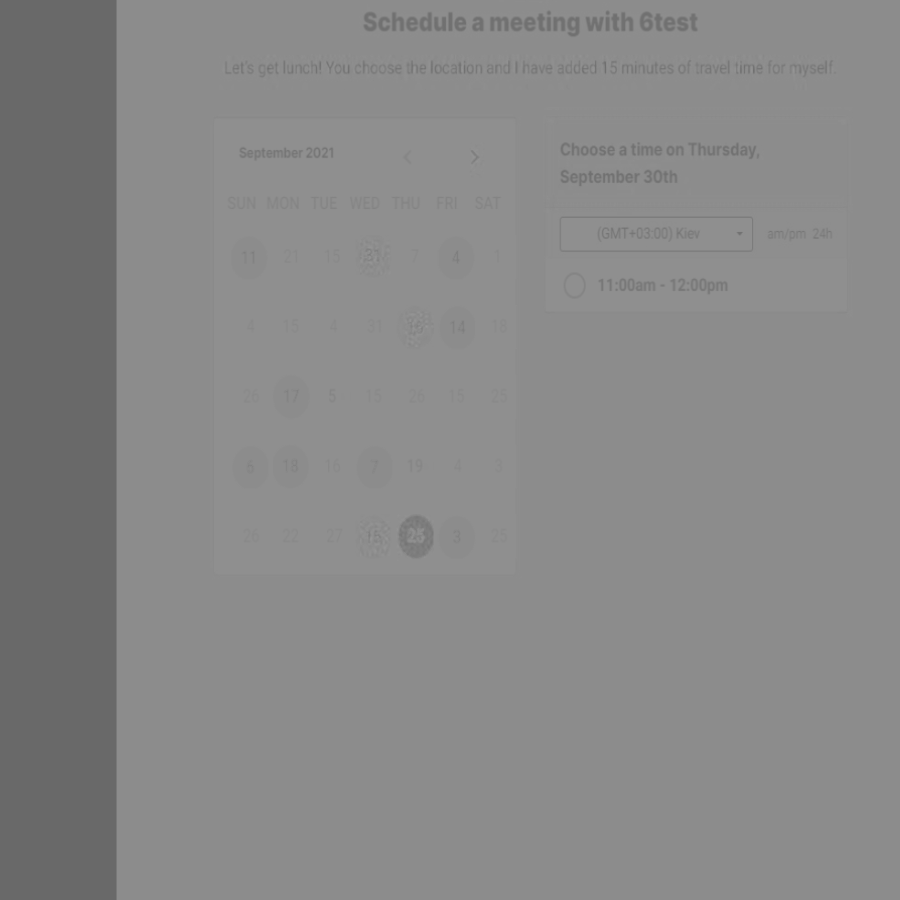 Schedule a meeting with 6test
Let's get lunch! You choose the location and I have added 15 minutes of travel time for myself.
September 2021
SUN MON TUE WED THU FRI SAT
11 21 15 31 7 4 1
4 15 4 31 14 18
26 17 5 15 26 15 28
6 18 16 7 19 4 3
26 22 27 15 25 3 25
Choose a time on Thursday,
September 30th
(GMT+03:00) Kiev am/pm 24h
11:00am - 12:00pm